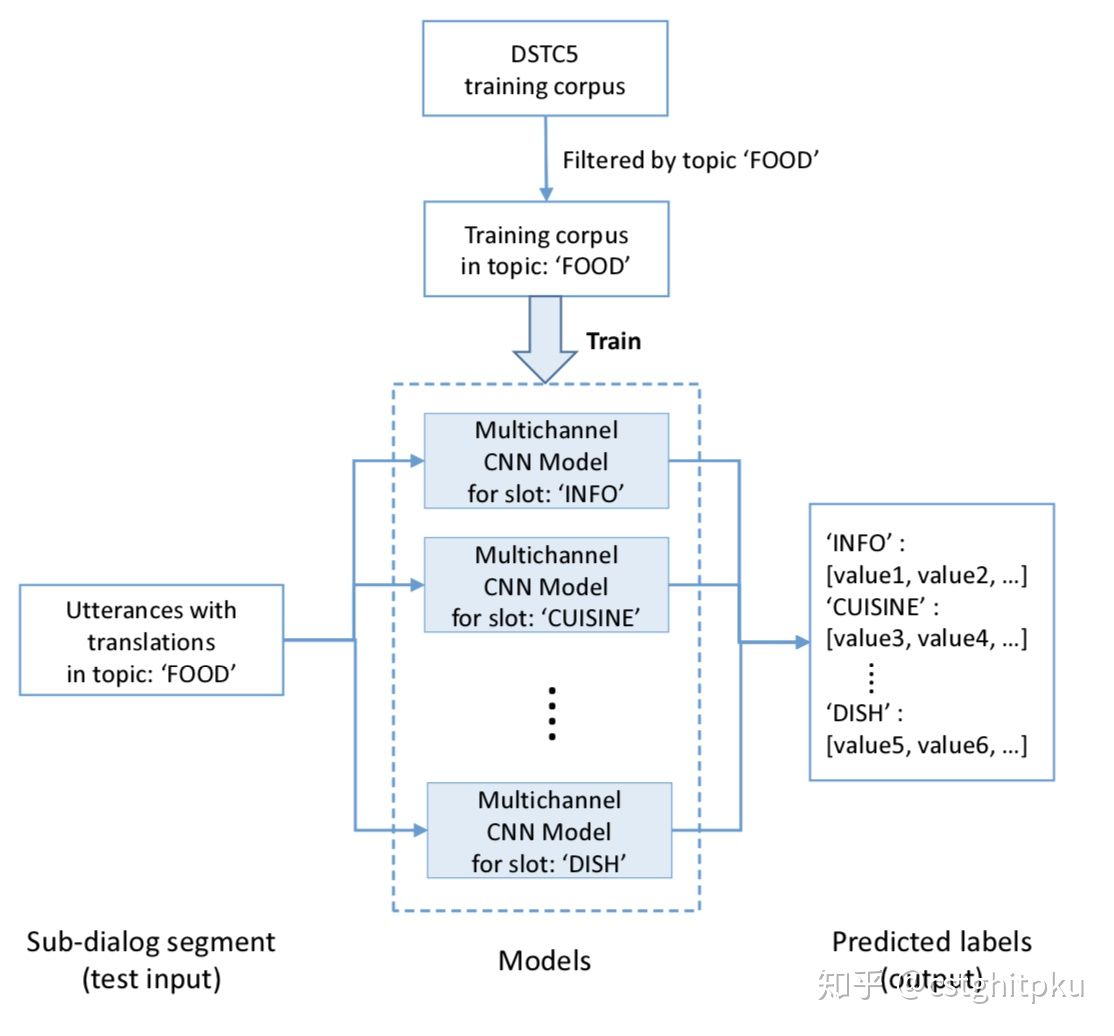 DSTC5
training corpus
Filtered by topic ‘FOOD’
Training corpus
in topic: ‘FOOD’
Train
Multichannel
CNN Model
for slot: ‘INFO’
Multichannel
CNN Model
for slot: ‘CUISINE’
Multichannel
CNN Model
for slot: ‘DISH’
Utterances with
translations
in topic: ‘FOOD’
‘INFO’ :
[value1, value2, ...]
‘CUISINE’ :
[value3, value4, ...]
‘DISH’ :
[value5, value6, ...]
Sub-dialog segment
(test input)
Models
Predicted labels
(output)
知乎 @cstghitpku